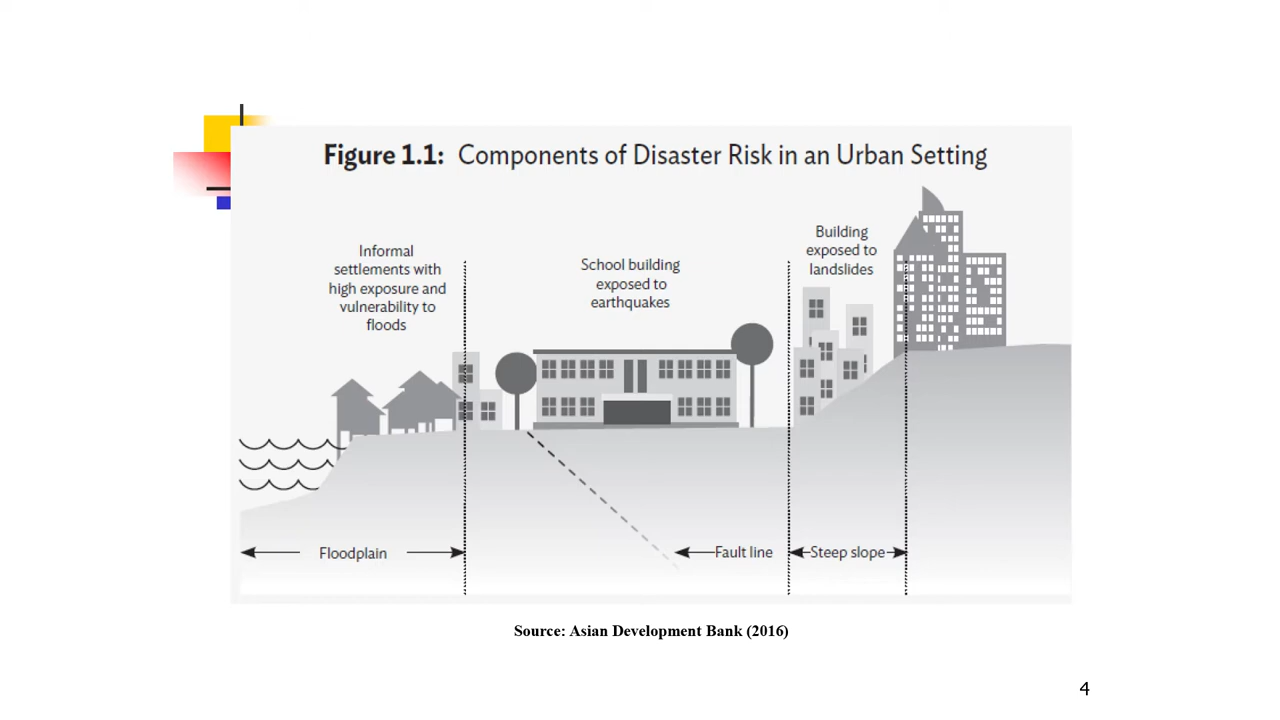 Figure 1.1: Components of Disaster Risk in an Urban Setting
Informal
settlements with
high exposure and
vulnerability to
floods
School building
exposed to
earthquakes
Building
exposed to
landslides
Floodplain
Fault line
Steep slope
Source: Asian Development Bank (2016)
4